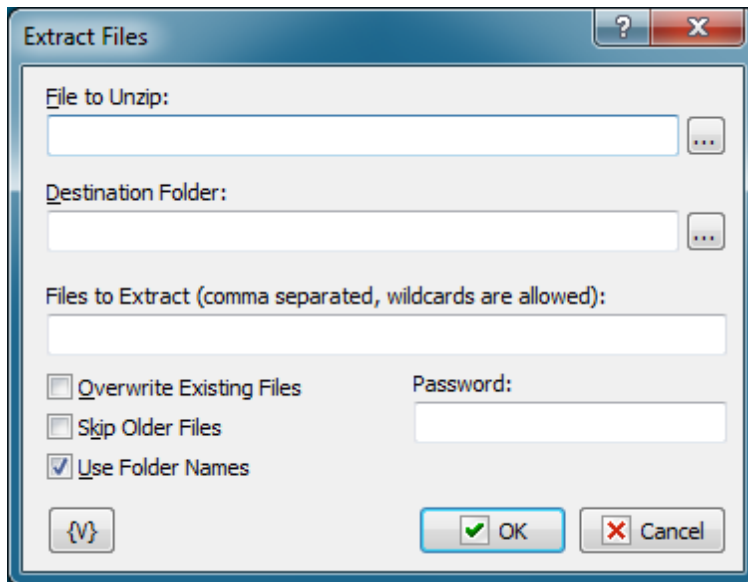 Extract Files
?
File to Unzip:
...
Destination Folder:
...
Files to Extract (comma separated, wildcards are allowed):
Overwrite Existing Files
Password:
Skip Older Files
Use Folder Names
{V}
OK
Cancel